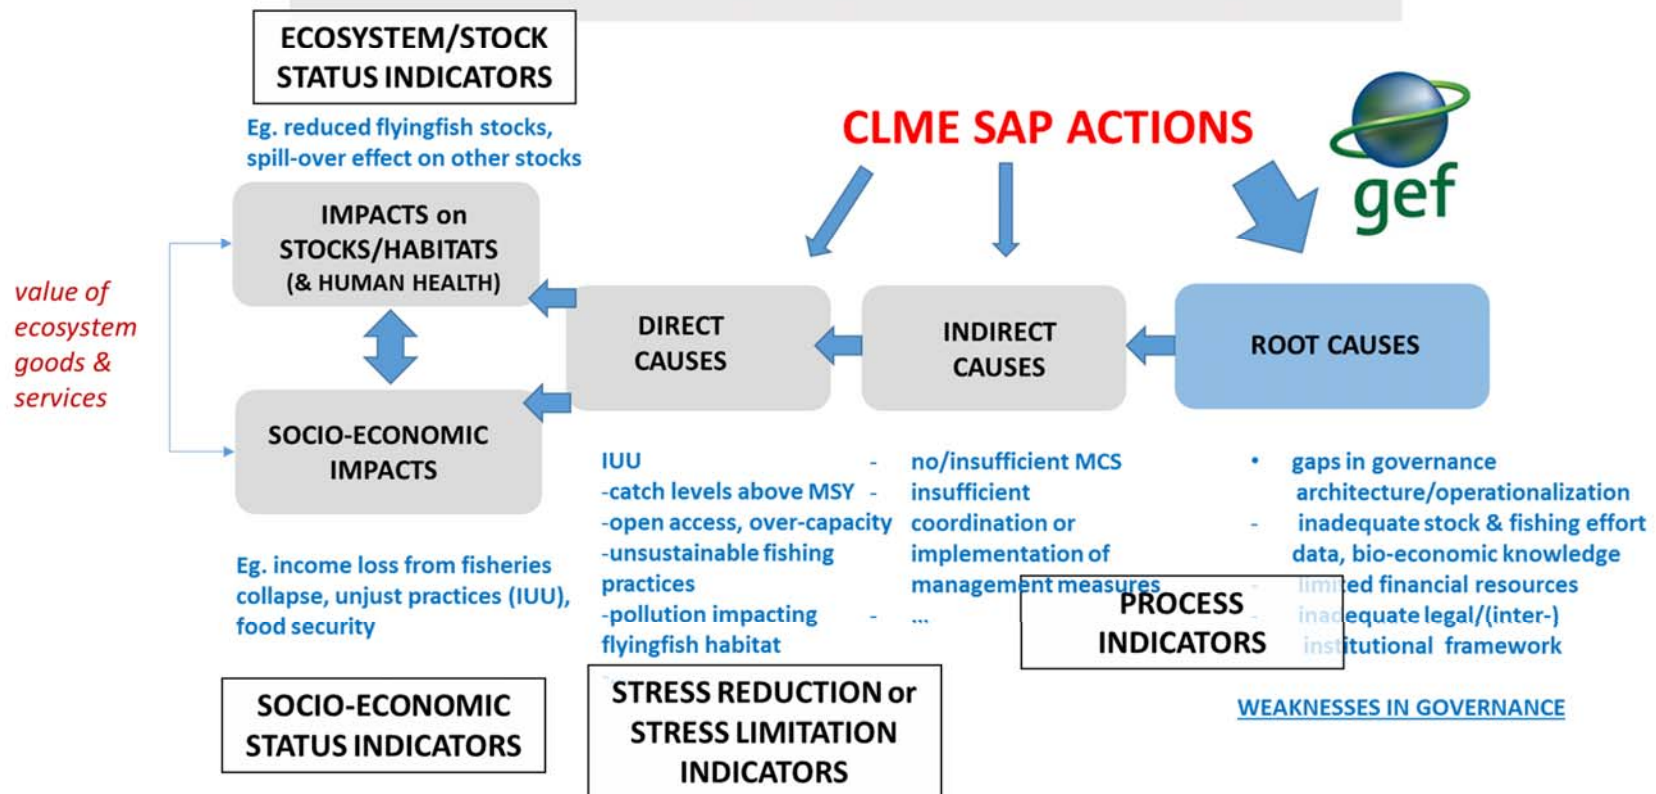 ECOSYSTEM/STOCK
STATUS INDICATORS
Eg. reduced flyingfish stocks,
spill-over effect on other stocks
CLME SAP ACTIONS
gef
IMPACTS on
STOCKS/HABITATS
(& HUMAN HEALTH)
value of
ecosystem
goods &
services
DIRECT
CAUSES
INDIRECT
CAUSES
ROOT CAUSES
SOCIO-ECONOMIC
IMPACTS
Eg. income loss from fisheries
collapse, unjust practices (IUU),
food security
IUU
-catch levels above MSY
-open access, over-capacity
-unsustainable fishing
practices
-pollution impacting
flyingfish habitat
- no/insufficient MCS
- insufficient
coordination or
implementation of
management measures
- ...
• gaps in governance
architecture/operationalization
- inadequate stock & fishing effort
data, bio-economic knowledge
- limited financial resources
- inadequate legal/(inter-)
institutional framework
PROCESS
INDICATORS
WEAKNESSES IN GOVERNANCE
SOCIO-ECONOMIC
STATUS INDICATORS
STRESS REDUCTION or
STRESS LIMITATION
INDICATORS